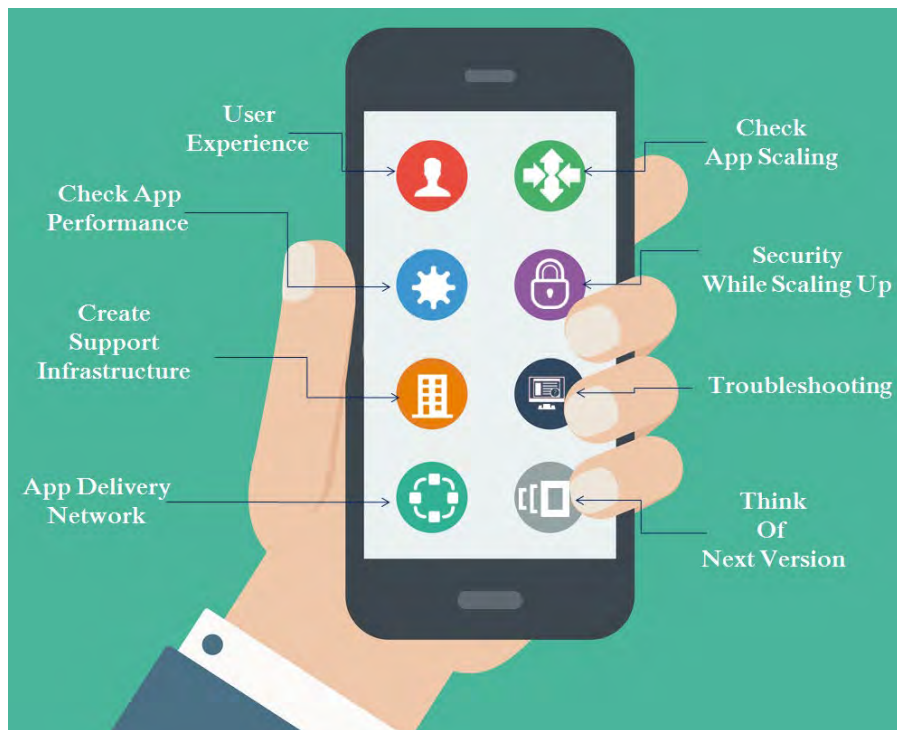 User
Experience
Check App
Performance
Create
Support
Infrastructure
App Delivery
Network
Check
App Scaling
Security
While Scaling Up
Troubleshooting
Think
Of
Next Version